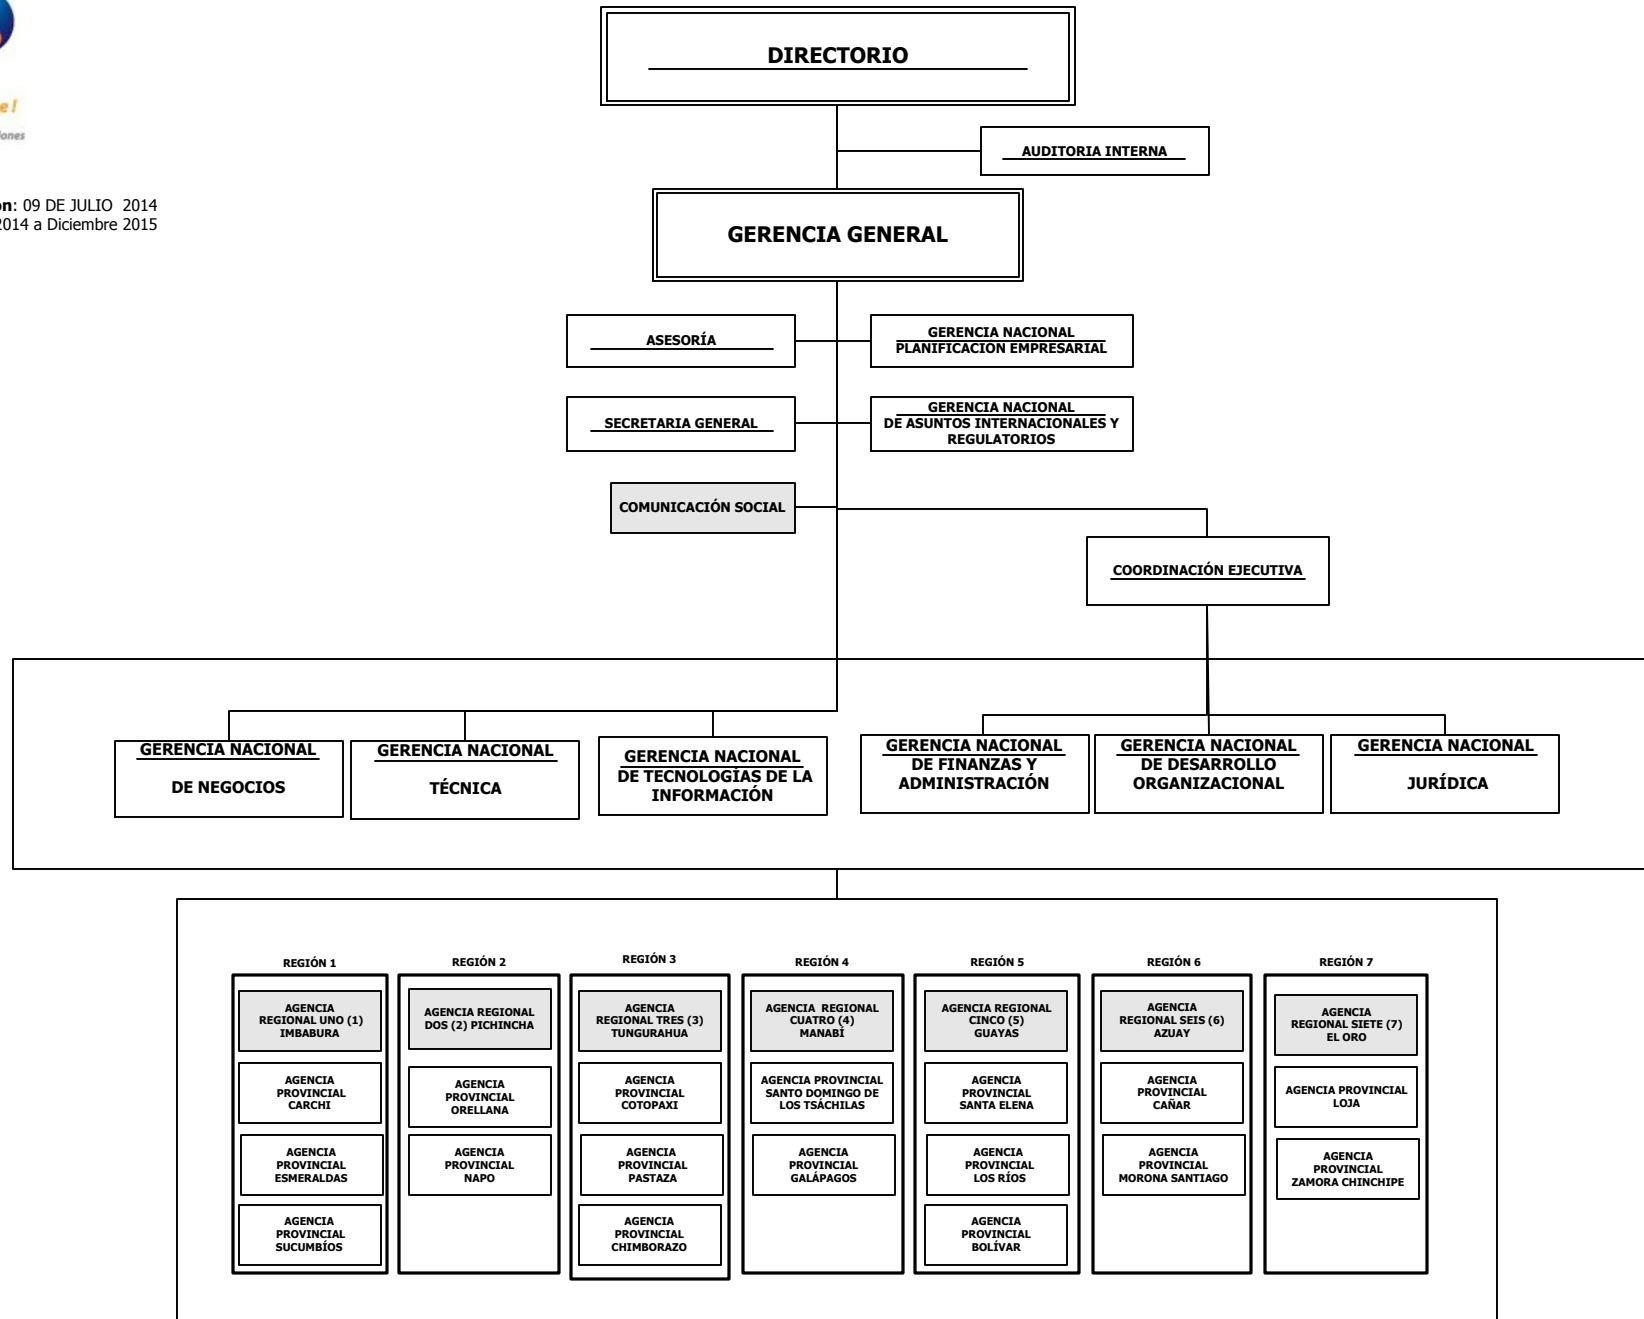 DIRECTORIO
AUDITORIA INTERNA
: 09 DE JULIO 2014
2014 a Diciembre 2015
GERENCIA GENERAL
ASESORÍA
GERENCIA NACIONAL
PLANIFICACIÓN EMPRESARIAL
SECRETARIA GENERAL
GERENCIA NACIONAL
DE ASUNTOS INTERNACIONALES Y
REGULATORIOS
COMUNICACIÓN SOCIAL
COORDINACIÓN EJECUTIVA
GERENCIA NACIONAL
DE NEGOCIOS
GERENCIA NACIONAL
TÉCNICA
GERENCIA NACIONAL
DE TECNOLOGÍAS DE LA
INFORMACIÓN
GERENCIA NACIONAL
DE FINANZAS Y
ADMINISTRACIÓN
GERENCIA NACIONAL
DE DESARROLLO
ORGANIZACIONAL
GERENCIA NACIONAL
JURÍDICA
REGIÓN 1
AGENCIA
REGIONAL UNO (1)
IMBABURA
AGENCIA
PROVINCIAL
CARCHI
AGENCIA
PROVINCIAL
ESMERALDAS
AGENCIA
PROVINCIAL
SUCUMBÍOS
REGIÓN 2
AGENCIA REGIONAL
DOS (2) PICHINCHA
AGENCIA
PROVINCIAL
ORELLANA
AGENCIA
PROVINCIAL
NAPO
REGIÓN 3
AGENCIA
REGIONAL TRES (3)
TUNGURAHUA
AGENCIA
PROVINCIAL
COTOPAXI
AGENCIA
PROVINCIAL
PASTAZA
AGENCIA
PROVINCIAL
CHIMBORAZO
REGIÓN 4
AGENCIA REGIONAL
CUATRO (4)
MANABÍ
AGENCIA PROVINCIAL
SANTO DOMINGO DE
LOS TSÁCHILAS
AGENCIA
PROVINCIAL
GALÁPAGOS
REGIÓN 5
AGENCIA REGIONAL
CINCO (5)
GUAYAS
AGENCIA
PROVINCIAL
SANTA ELENA
AGENCIA
PROVINCIAL
LOS RÍOS
AGENCIA
PROVINCIAL
BOLÍVAR
REGIÓN 6
AGENCIA
REGIONAL SEIS (6)
AZUAY
AGENCIA
PROVINCIAL
CAÑAR
AGENCIA
PROVINCIAL
MORONA SANTIAGO
REGIÓN 7
AGENCIA
REGIONAL SIETE (7)
EL ORO
AGENCIA PROVINCIAL
LOJA
AGENCIA
PROVINCIAL
ZAMORA CHINCHIPE